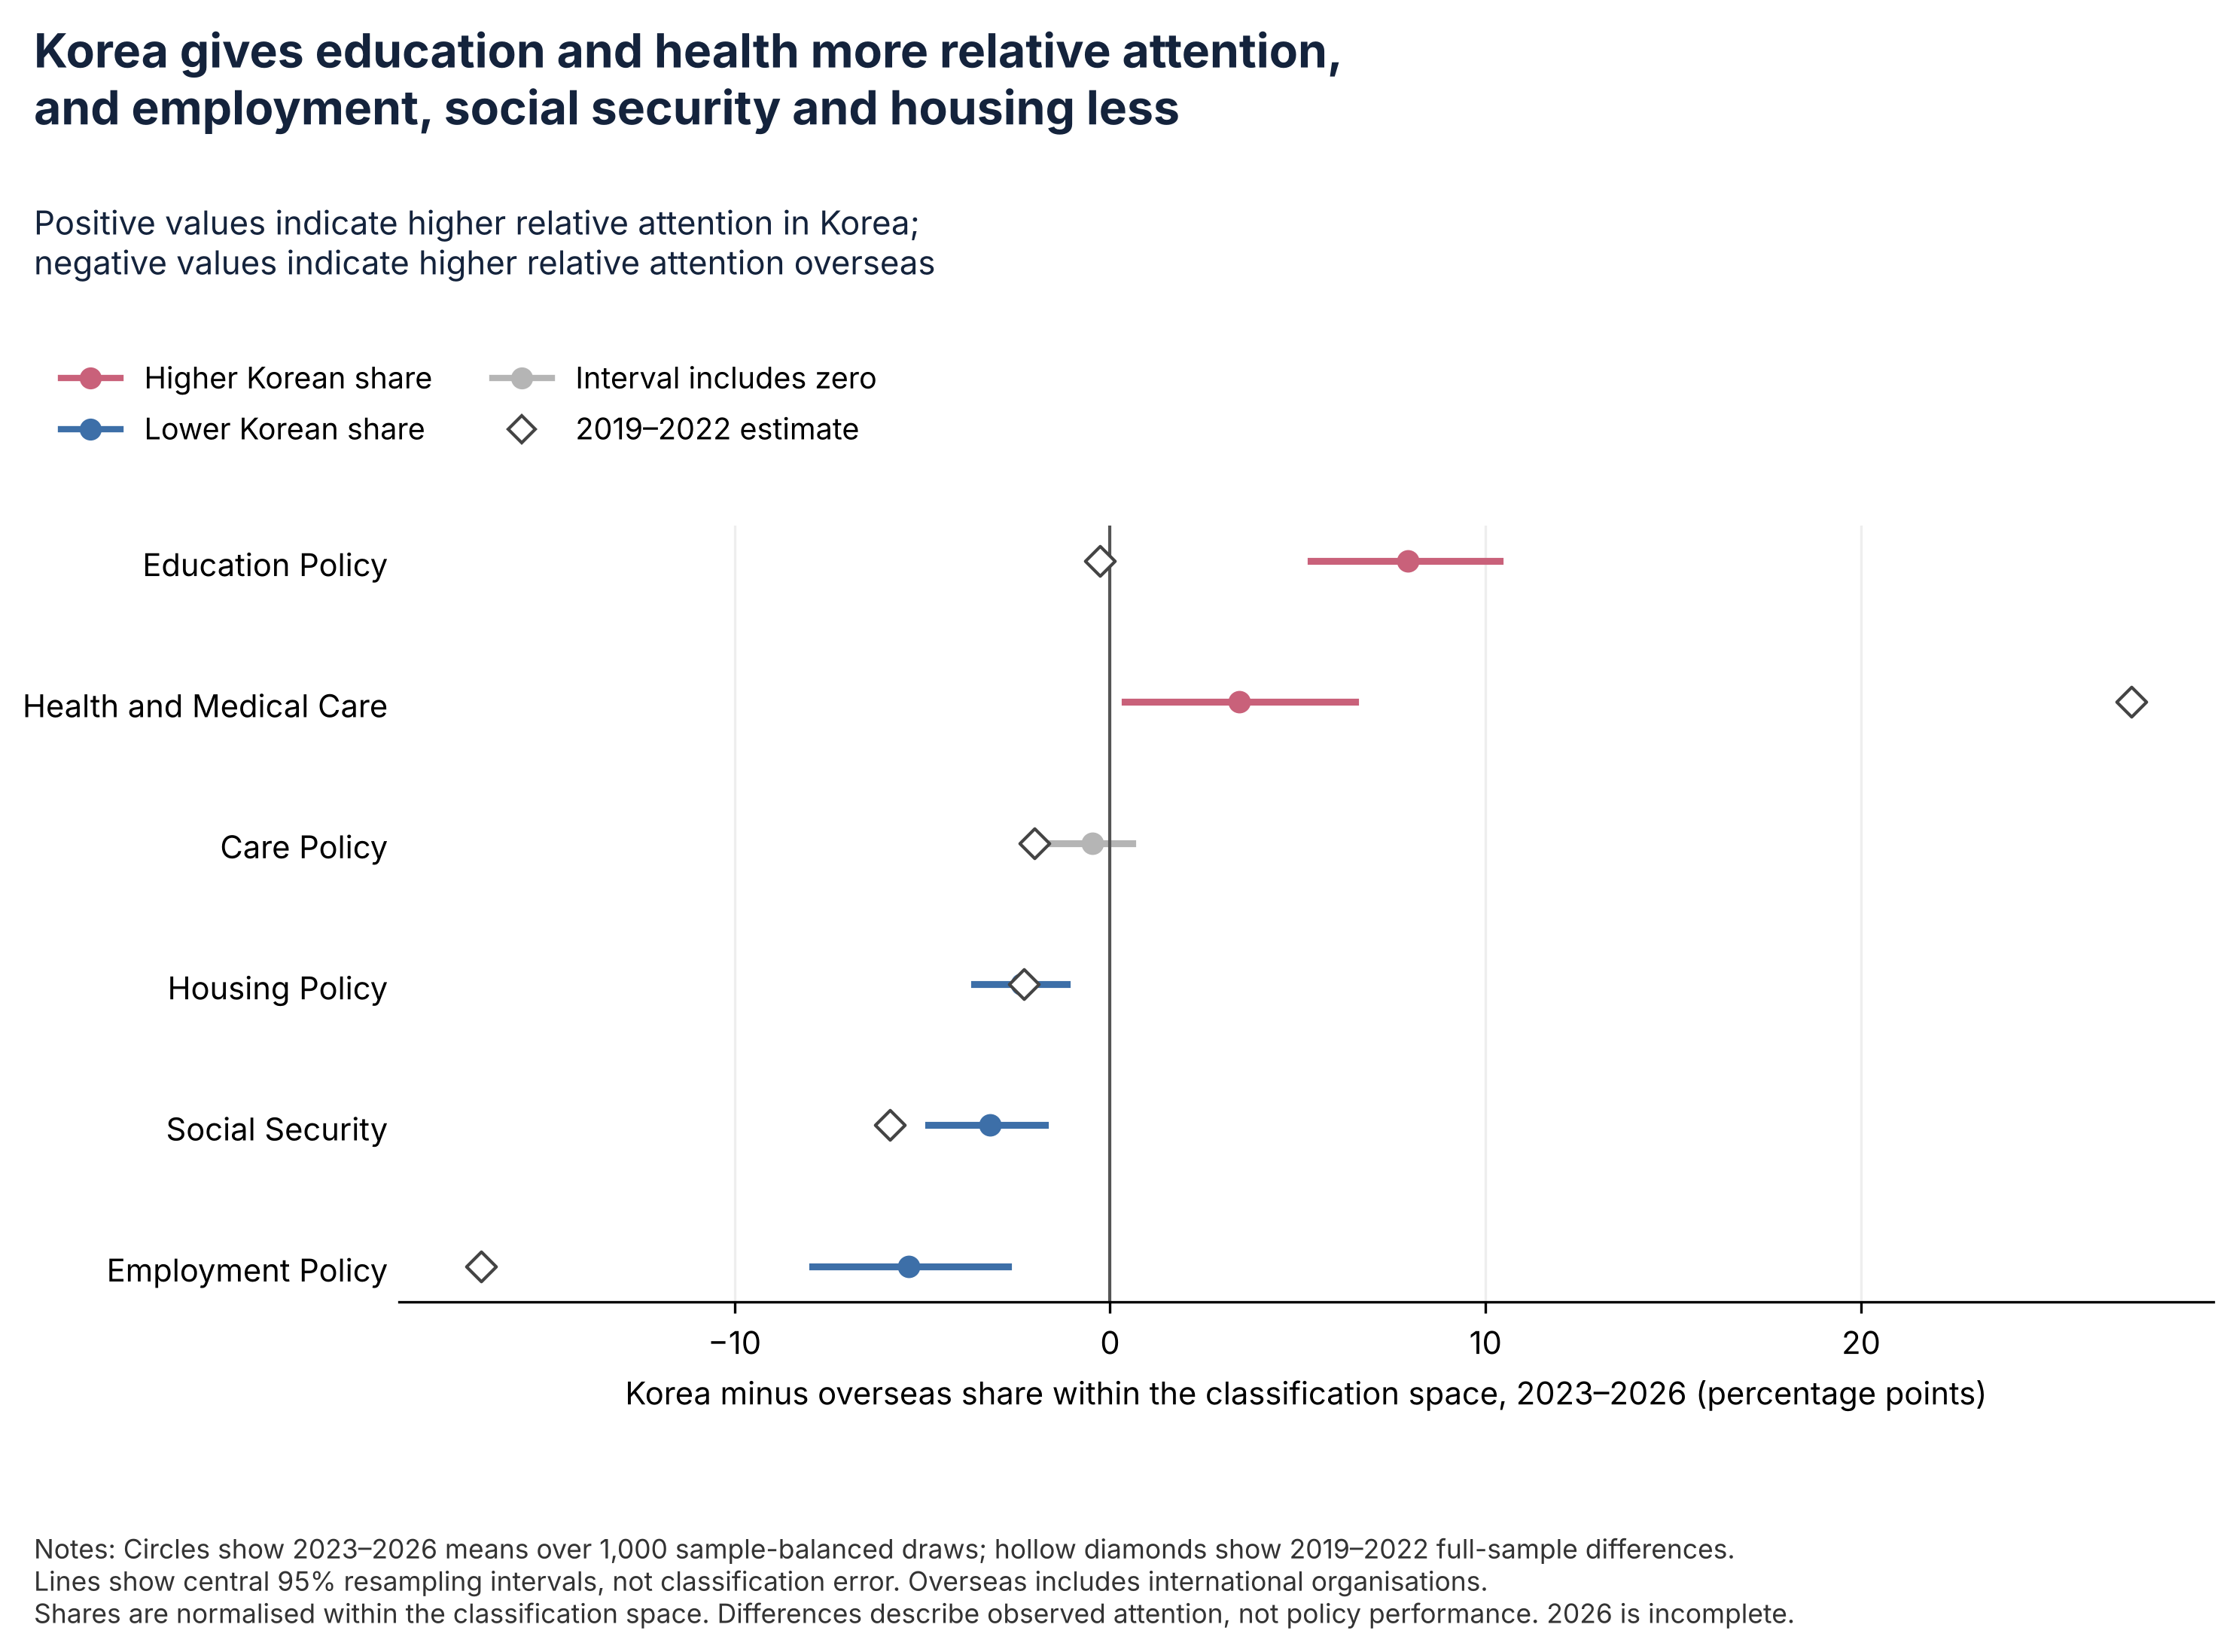 Korea gives education and health more relative attention,
and employment, social security and housing less
Positive values indicate higher relative attention in Korea;
negative values indicate higher relative attention overseas
Higher Korean share
Interval includes zero
Lower Korean share
2019–2022 estimate
Education Policy
Health and Medical Care
Care Policy
Housing Policy
Social Security
Employment Policy
−10 0 10 20
Korea minus overseas share within the classification space, 2023–2026 (percentage points)
Notes: Circles show 2023–2026 means over 1,000 sample-balanced draws; hollow diamonds show 2019–2022 full-sample differences.
Lines show central 95% resampling intervals, not classification error. Overseas includes international organisations.
Shares are normalised within the classification space. Differences describe observed attention, not policy performance. 2026 is incomplete.